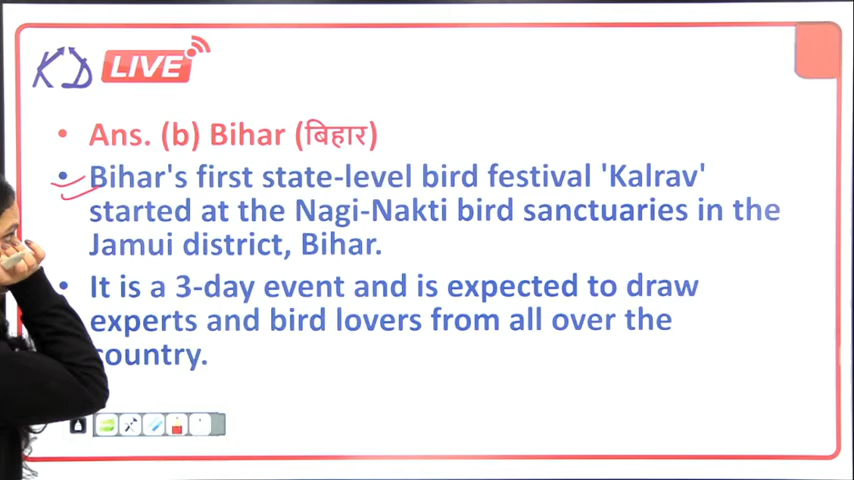 KD LIVE
Ans. (b) Bihar (बिहार)
Bihar's first state-level bird festival 'Kalrav'
started at the Nagi-Nakti bird sanctuaries in the
Jamui district, Bihar.
It is a 3-day event and is expected to draw
experts and bird lovers from all over the
country.